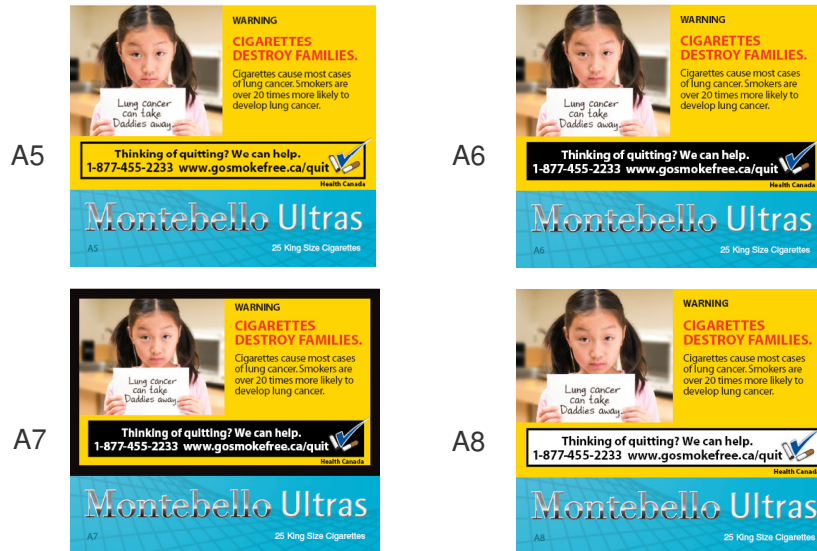 A5
WARNING
CIGARETTES
DESTROY FAMILIES.
Cigarettes cause most cases
of lung cancer. Smokers are
over 20 times more likely to
develop lung cancer.
Lung cancer
can take
Daddies away.
Thinking of quitting? We can help.
1-877-455-2233 www.gosmokefree.ca/quit
Health Canada
Montebello Ultras
A5
25 King Size Cigarettes
A6
WARNING
CIGARETTES
DESTROY FAMILIES.
Cigarettes cause most cases
of lung cancer. Smokers are
over 20 times more likely to
develop lung cancer.
Lung cancer
can take
Daddies away.
Thinking of quitting? We can help.
1-877-455-2233 www.gosmokefree.ca/quit
Health Canada
Montebello Ultras
A6
25 King Size Cigarettes
A7
WARNING
CIGARETTES
DESTROY FAMILIES.
Cigarettes cause most cases
of lung cancer. Smokers are
over 20 times more likely to
develop lung cancer.
Lung cancer
can take
Daddies away.
Thinking of quitting? We can help.
1-877-455-2233 www.gosmokefree.ca/quit
Health Canada
Montebello Ultras
A7
25 King Size Cigarettes
A8
WARNING
CIGARETTES
DESTROY FAMILIES.
Cigarettes cause most cases
of lung cancer. Smokers are
over 20 times more likely to
develop lung cancer.
Lung cancer
can take
Daddies away.
Thinking of quitting? We can help.
1-877-455-2233 www.gosmokefree.ca/quit
Health Canada
Montebello Ultras
A8
25 King Size Cigarettes